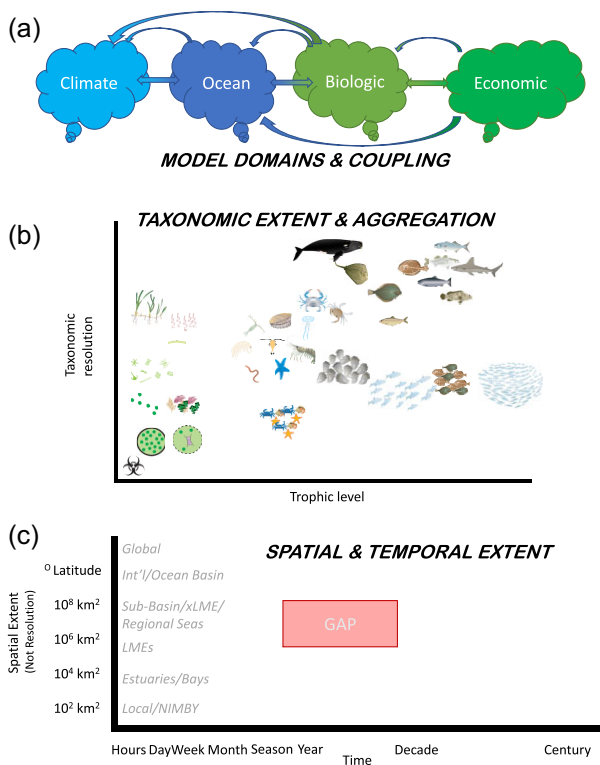 (a)
Climate Ocean Biologic Economic
MODEL DOMAINS & COUPLING
(b)
TAXONOMIC EXTENT & AGGREGATION
Taxonomic
resolution
Trophic level
(c)
SPATIAL & TEMPORAL EXTENT
Spatial Extent
(Not Resolution)
O Latitude
10⁸ km²
10⁶ km²
10⁴ km²
10² km²
Global
Int'l/Ocean Basin
Sub-Basin/xLME/
Regional Seas
LMEs
Estuaries/Bays
Local/NIMBY
GAP
Hours DayWeek Month Season Year Decade Century
Time